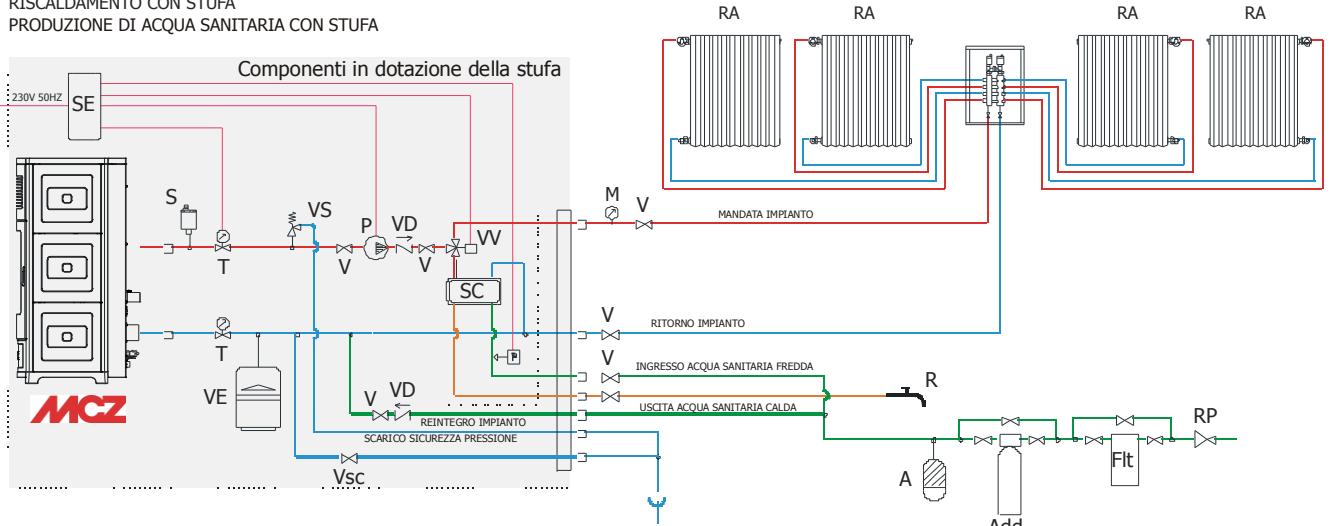 RISCALDAMENTO CON STUFA
PRODUZIONE DI ACQUA SANITARIA CON STUFA
RA RA RA RA
Componenti in dotazione della stufa
230V 50HZ
SE
S
VS
P
VD
M
V
MANDATA IMPIANTO
VV
T
V
V
SC
V
RITORNO IMPIANTO
T
P
V
INGRESSO ACQUA SANITARIA FREDDA
VE
V
VD
R
USCITA ACQUA SANITARIA CALDA
MCZ
REINTEGRO IMPIANTO
SCARICO SICUREZZA PRESSIONE
RP
Vsc
A
Flt
Add